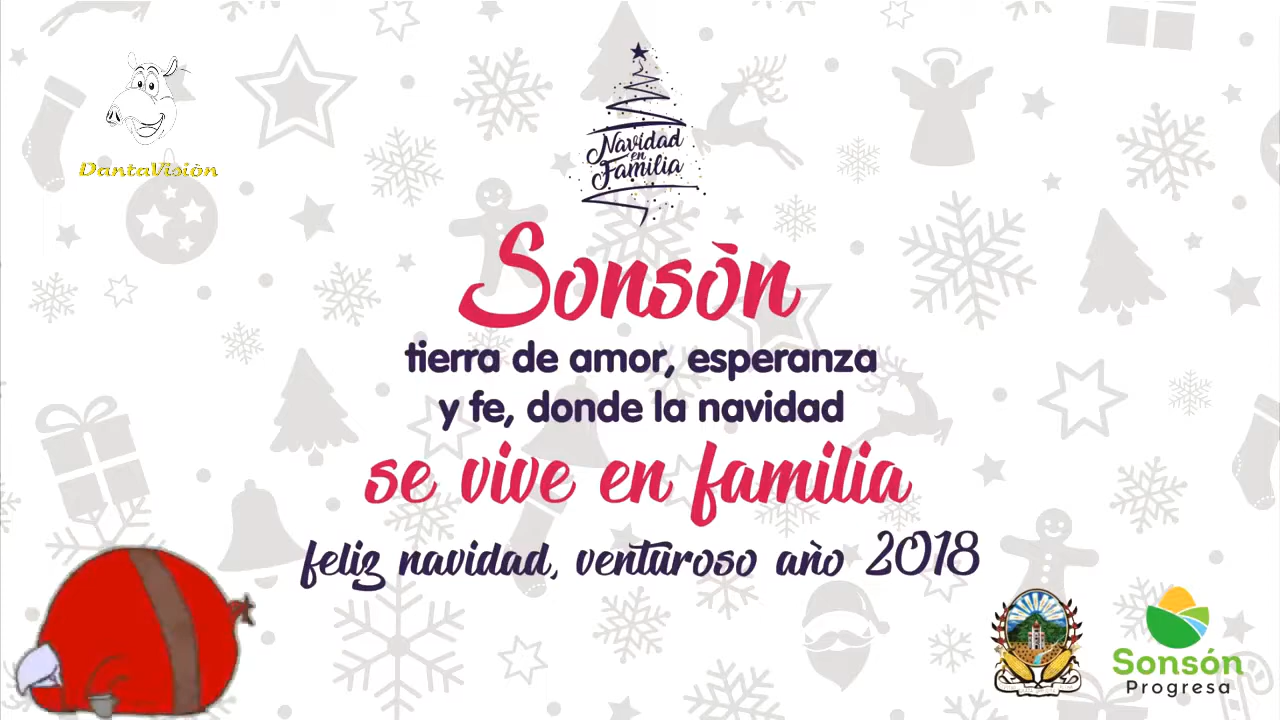 DantaVisiòn
Navidad
en
Familia
Sonsòn
tierra de amor, esperanza
y fe, donde la navidad
se vive en familia
feliz navidad, venturoso año 2018
Sonsón
Progresa